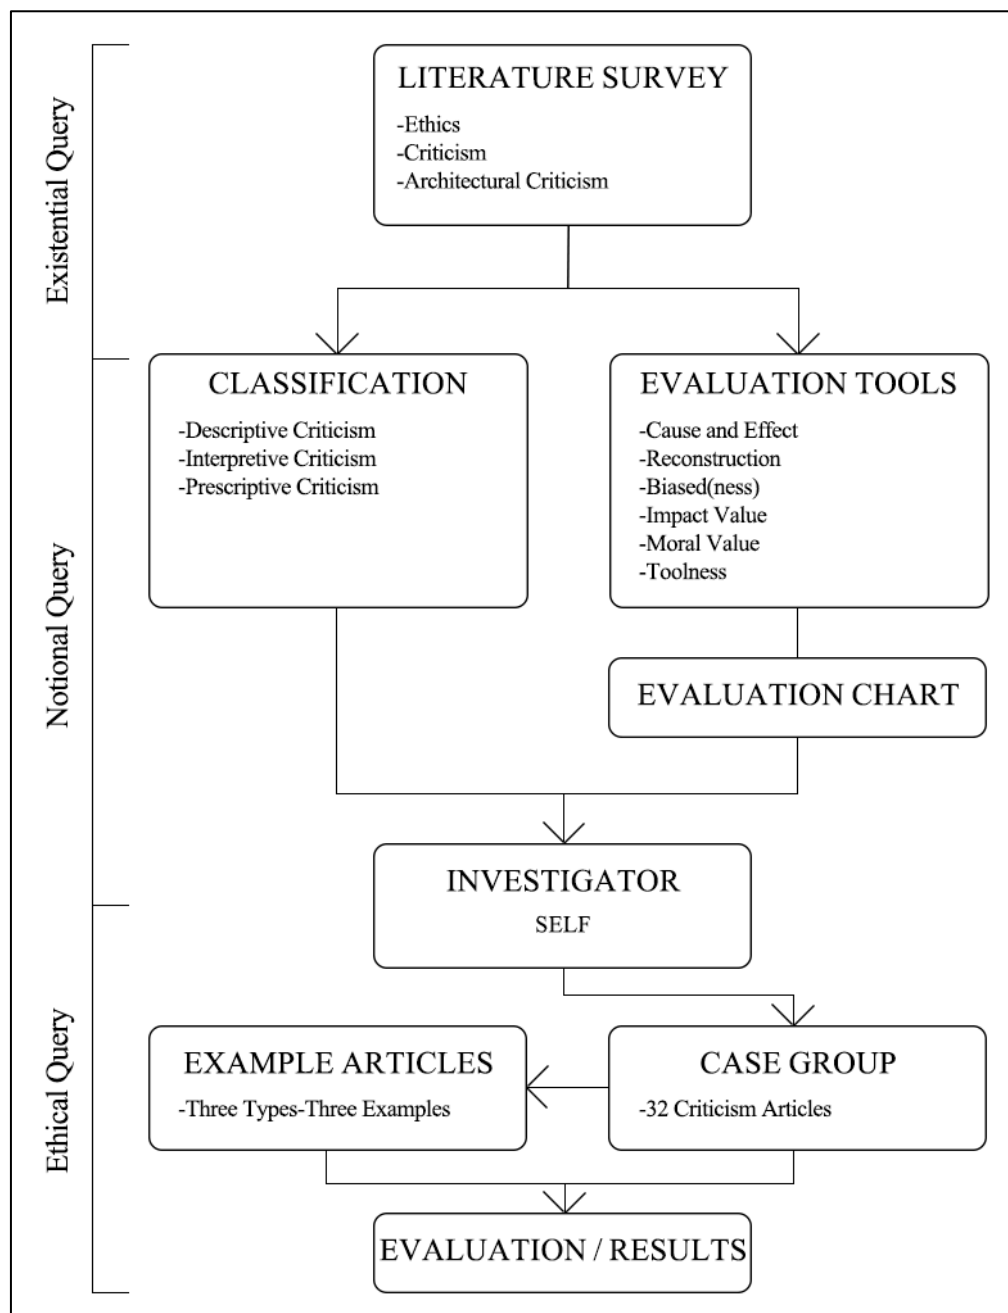 Existential Query
LITERATURE SURVEY
-Ethics
-Criticism
-Architectural Criticism
Notional Query
CLASSIFICATION
-Descriptive Criticism
-Interpretive Criticism
-Prescriptive Criticism
EVALUATION TOOLS
-Cause and Effect
-Reconstruction
-Biased(ness)
-Impact Value
-Moral Value
-Toolness
EVALUATION CHART
INVESTIGATOR
SELF
Ethical Query
EXAMPLE ARTICLES
-Three Types-Three Examples
CASE GROUP
-32 Criticism Articles
EVALUATION / RESULTS